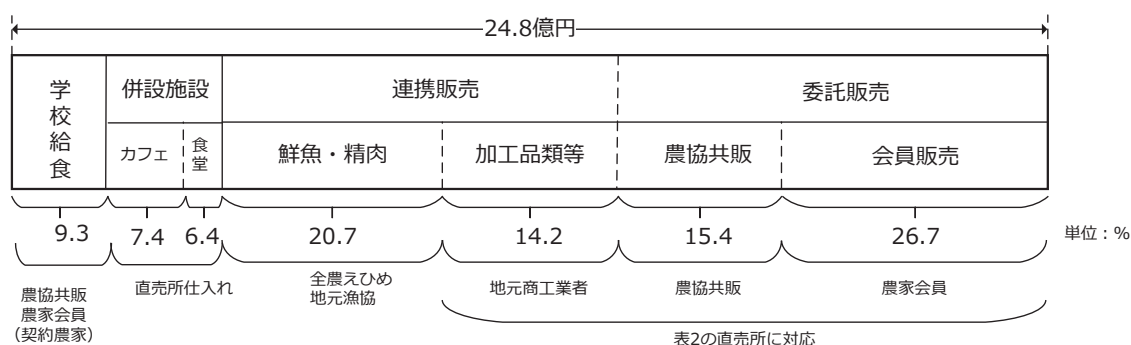 24.8億円
学校給食
併設施設
連携販売
委託販売
カフェ
食堂
鮮魚・精肉
加工品類等
農協共販
会員販売
9.3
7.4
6.4
20.7
14.2
15.4
26.7
単位:%
農協共販
農家会員
(契約農家)
直売所仕入れ
全農えひめ
地元漁協
地元商工業者
農協共販
農家会員
表2の直売所に対応